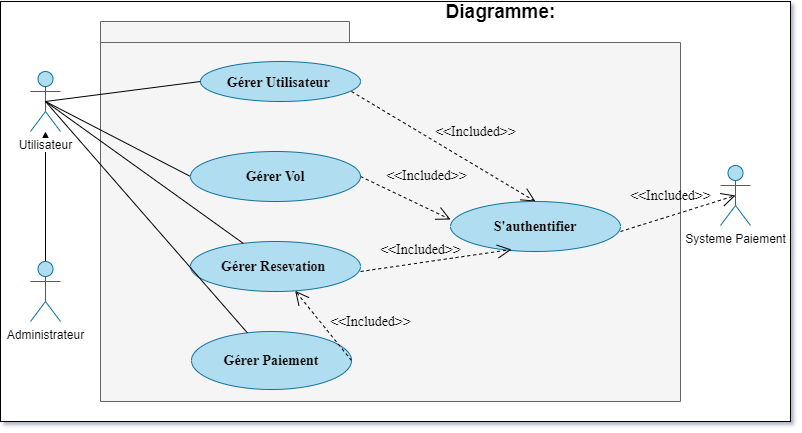 Diagramme:
Gérer Utilisateur
<<Included>>
Utilisateur
Gérer Vol
<<Included>>
<<Included>>
S'authentifier
Systeme Paiement
Gérer Resevation
<<Included>>
Administrateur
<<Included>>
Gérer Paiement